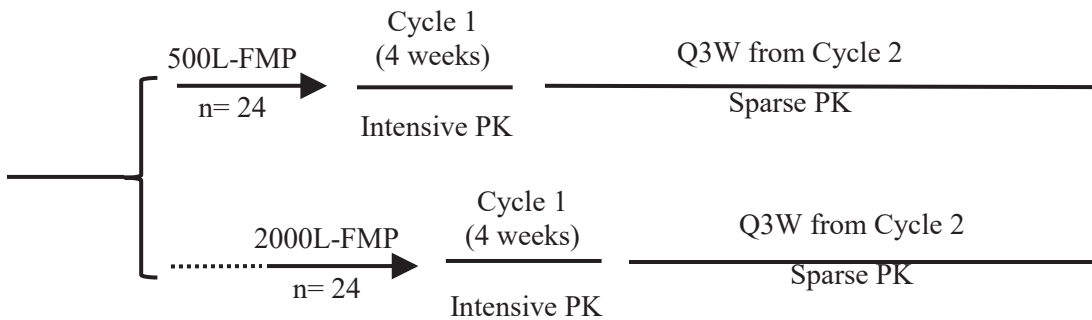 Cycle 1
(4 weeks)
500L-FMP
n= 24
Intensive PK
Q3W from Cycle 2
Sparse PK
Cycle 1
(4 weeks)
2000L-FMP
n= 24
Intensive PK
Q3W from Cycle 2
Sparse PK